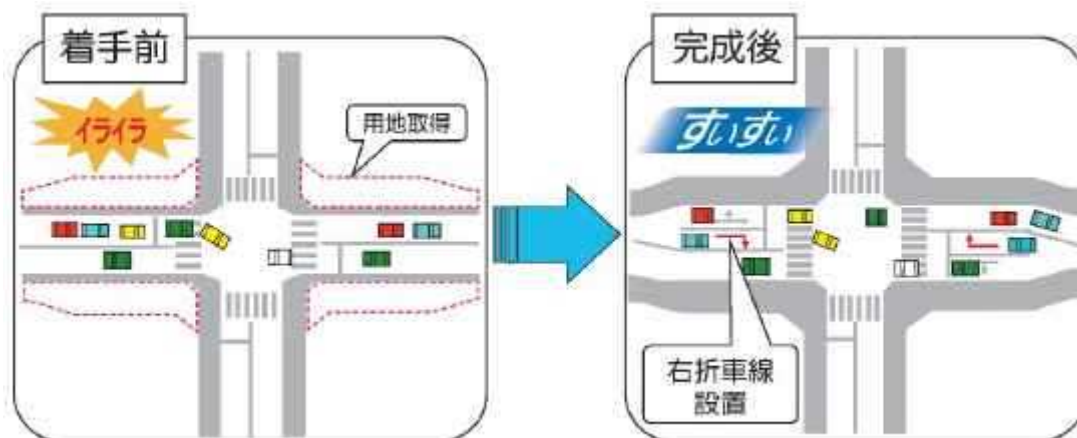 着手前
イライラ
用地取得
完成後
すいすい
右折車線
設置